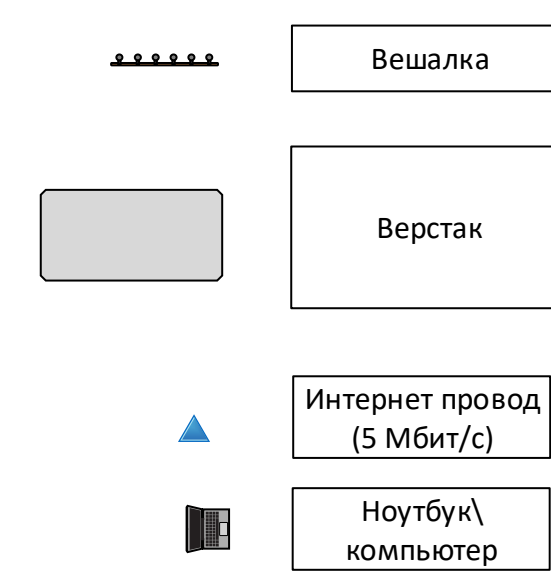 Вешалка
Верстак
Интернет провод
(5 Мбит/с)
Ноутбук\
компьютер